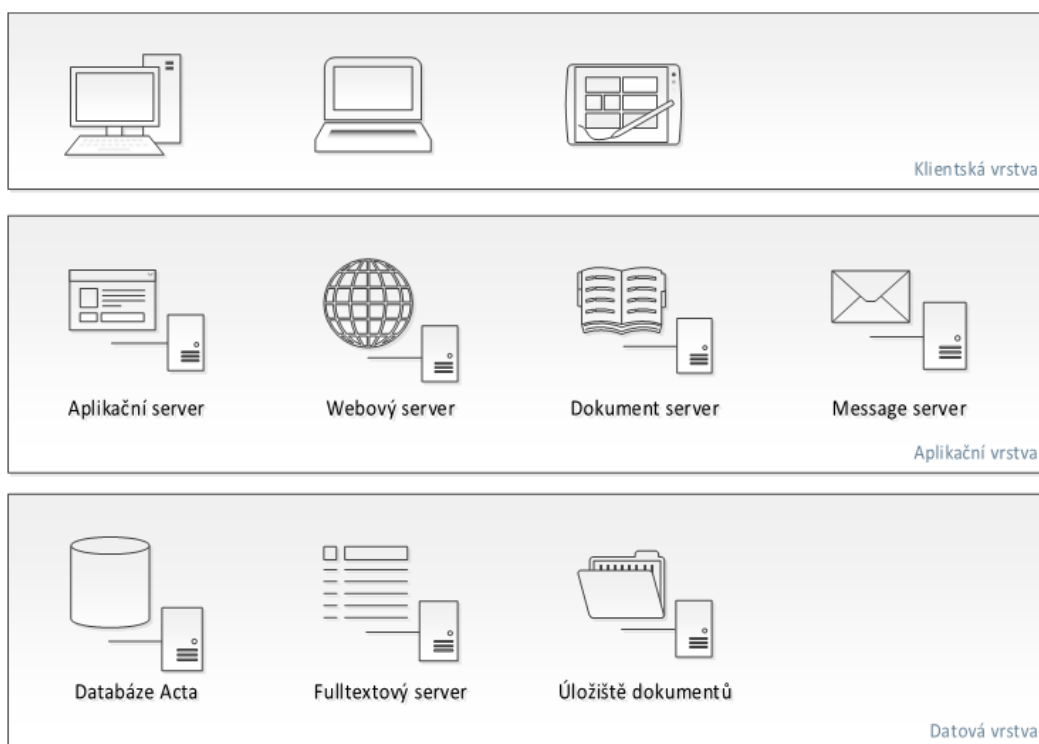 Klientská vrstva
Aplikační server
Webový server
Dokument server
Message server
Aplikační vrstva
Databáze Acta
Fulltextový server
Úložiště dokumentů
Datová vrstva